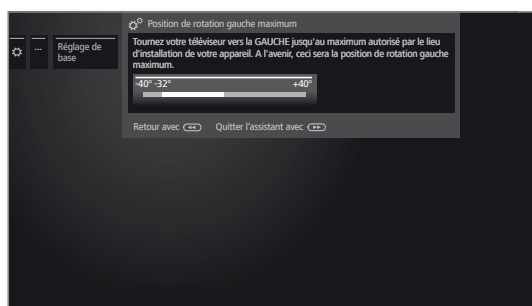 Position de rotation gauche maximum
... Réglage de
base
Tournez votre téléviseur vers la GAUCHE jusqu'au maximum autorisé par le lieu
d'installation de votre appareil. A l'avenir, ceci sera la position de rotation gauche
maximum.
-40° -32° +40°
Retour avec Quitter l'assistant avec